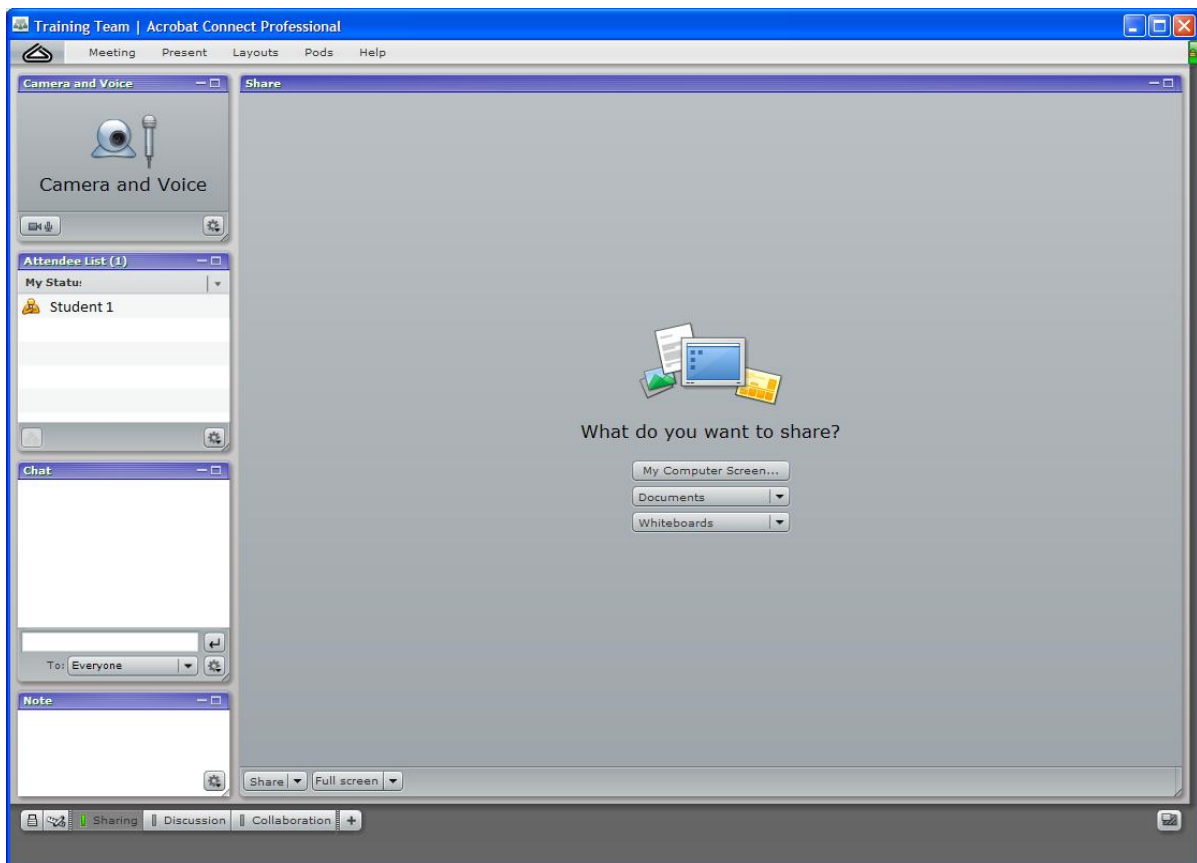 Training Team | Acrobat Connect Professional
Meeting Present Layouts Pods Help
Camera and Voice
Camera and Voice
Attendee List (1)
My Statu:
Student 1
Chat
To: Everyone
Note
Share
What do you want to share?
My Computer Screen...
Documents
Whiteboards
Share Full screen
Sharing Discussion Collaboration +